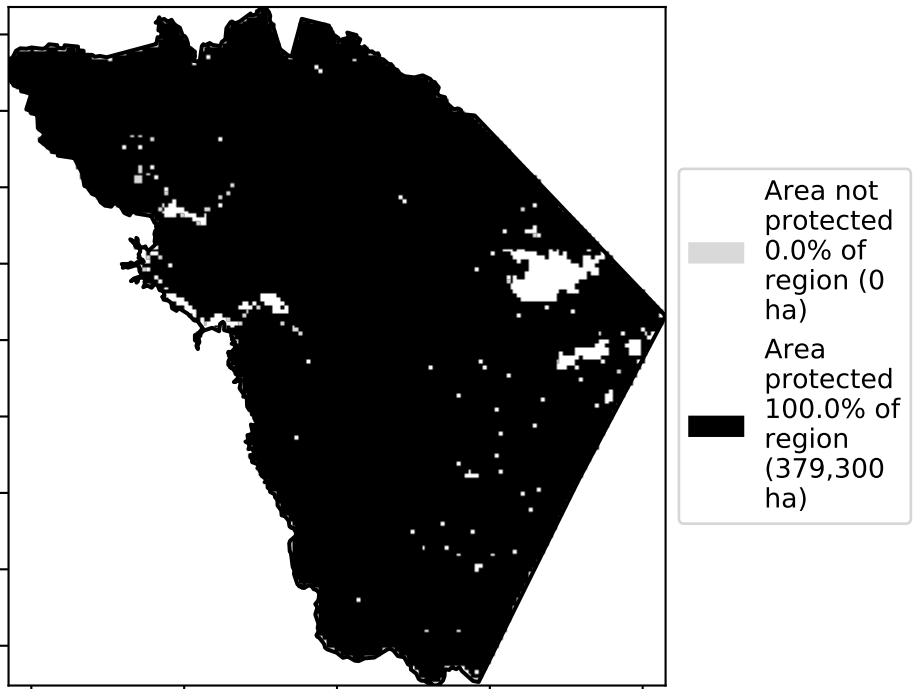 Area not
protected
0.0% of
region (0
ha)
Area
protected
100.0% of
region
(379,300
ha)